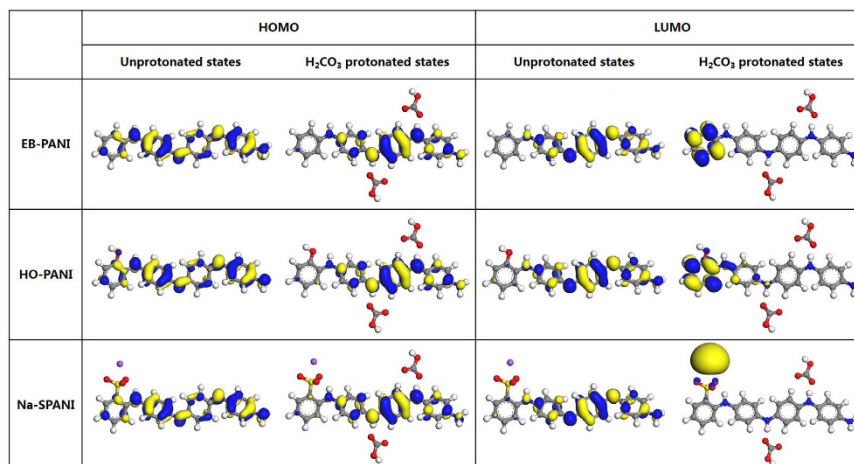 HOMO LUMO
Unprotonated states H₂CO₃ protonated states Unprotonated states H₂CO₃ protonated states
EB-PANI
HO-PANI
Na-SPANI